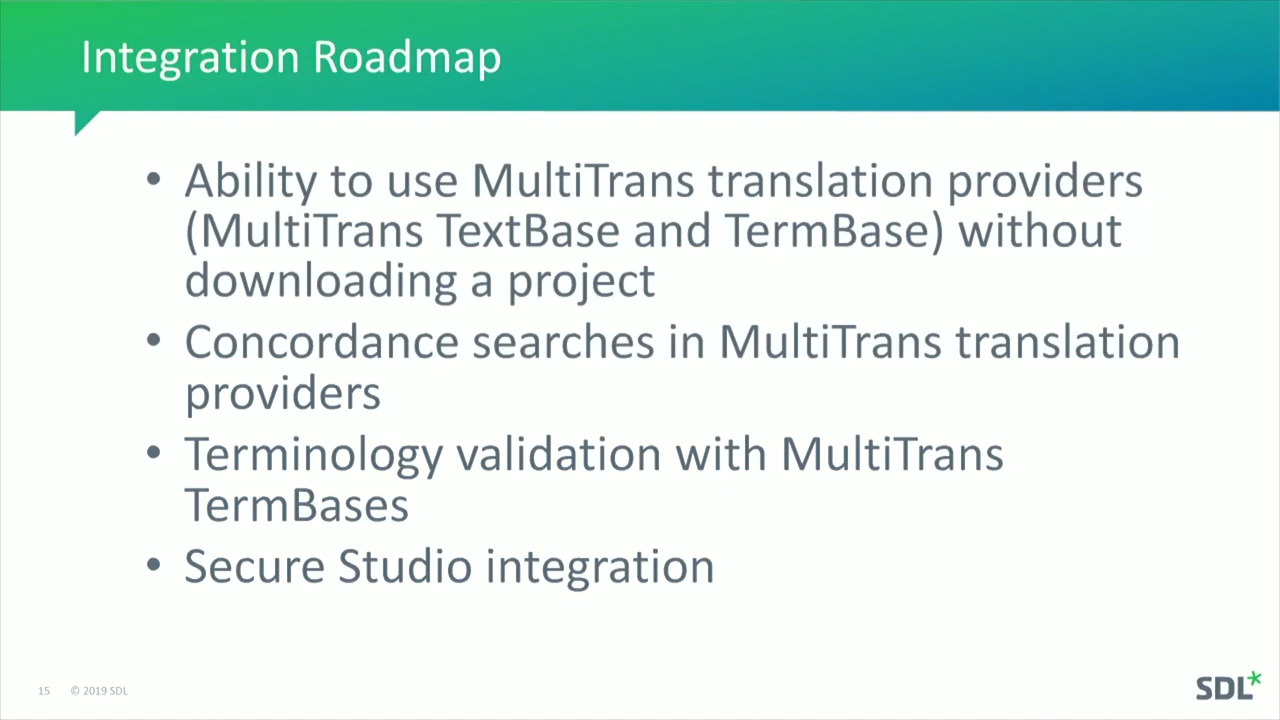 Integration Roadmap
• Ability to use MultiTrans translation providers
(MultiTrans TextBase and TermBase) without
downloading a project
• Concordance searches in MultiTrans translation
providers
• Terminology validation with MultiTrans
TermBases
• Secure Studio integration
15 © 2019 SDL
SDL*